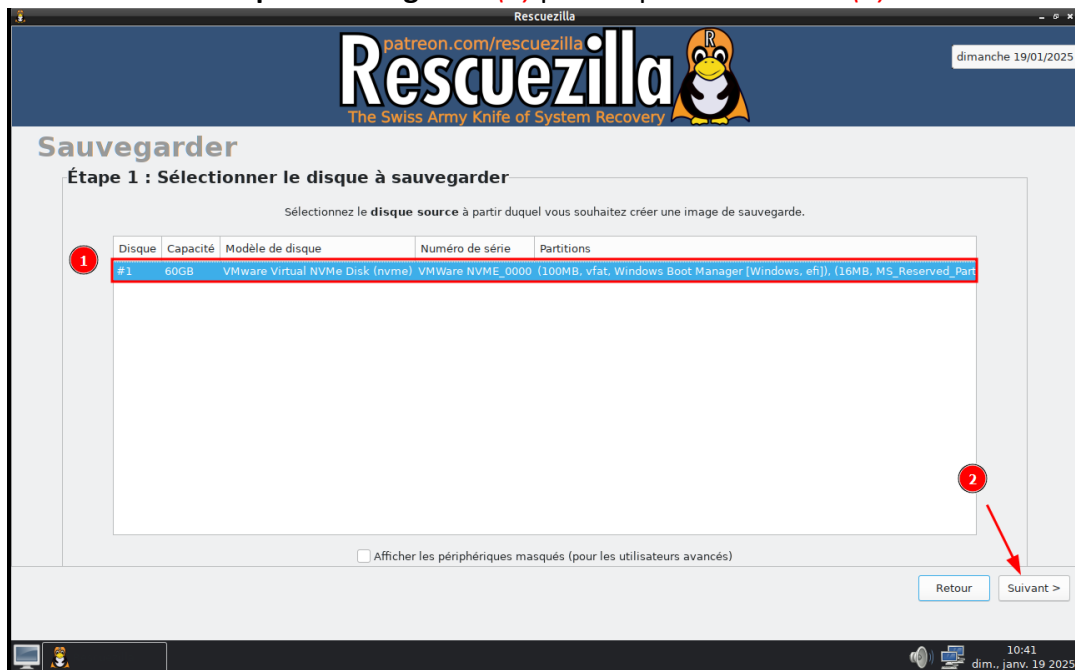 Rescuezilla
patreon.com/rescuezilla
R
Rescuezilla
The Swiss Army Knife of System Recovery
dimanche 19/01/2025
Sauvegarder
Étape 1 : Sélectionner le disque à sauvegarder
Sélectionnez le disque source à partir duquel vous souhaitez créer une image de sauvegarde.
Disque Capacité Modèle de disque Numéro de série Partitions
1
#1 60GB VMware Virtual NVMe Disk (nvme) VMWare NVME_0000 (100MB, vfat, Windows Boot Manager [Windows, efi]), (16MB, MS_Reserved_Part
2
Afficher les périphériques masqués (pour les utilisateurs avancés)
Retour Suivant >
10:41
dim., janv. 19 2025